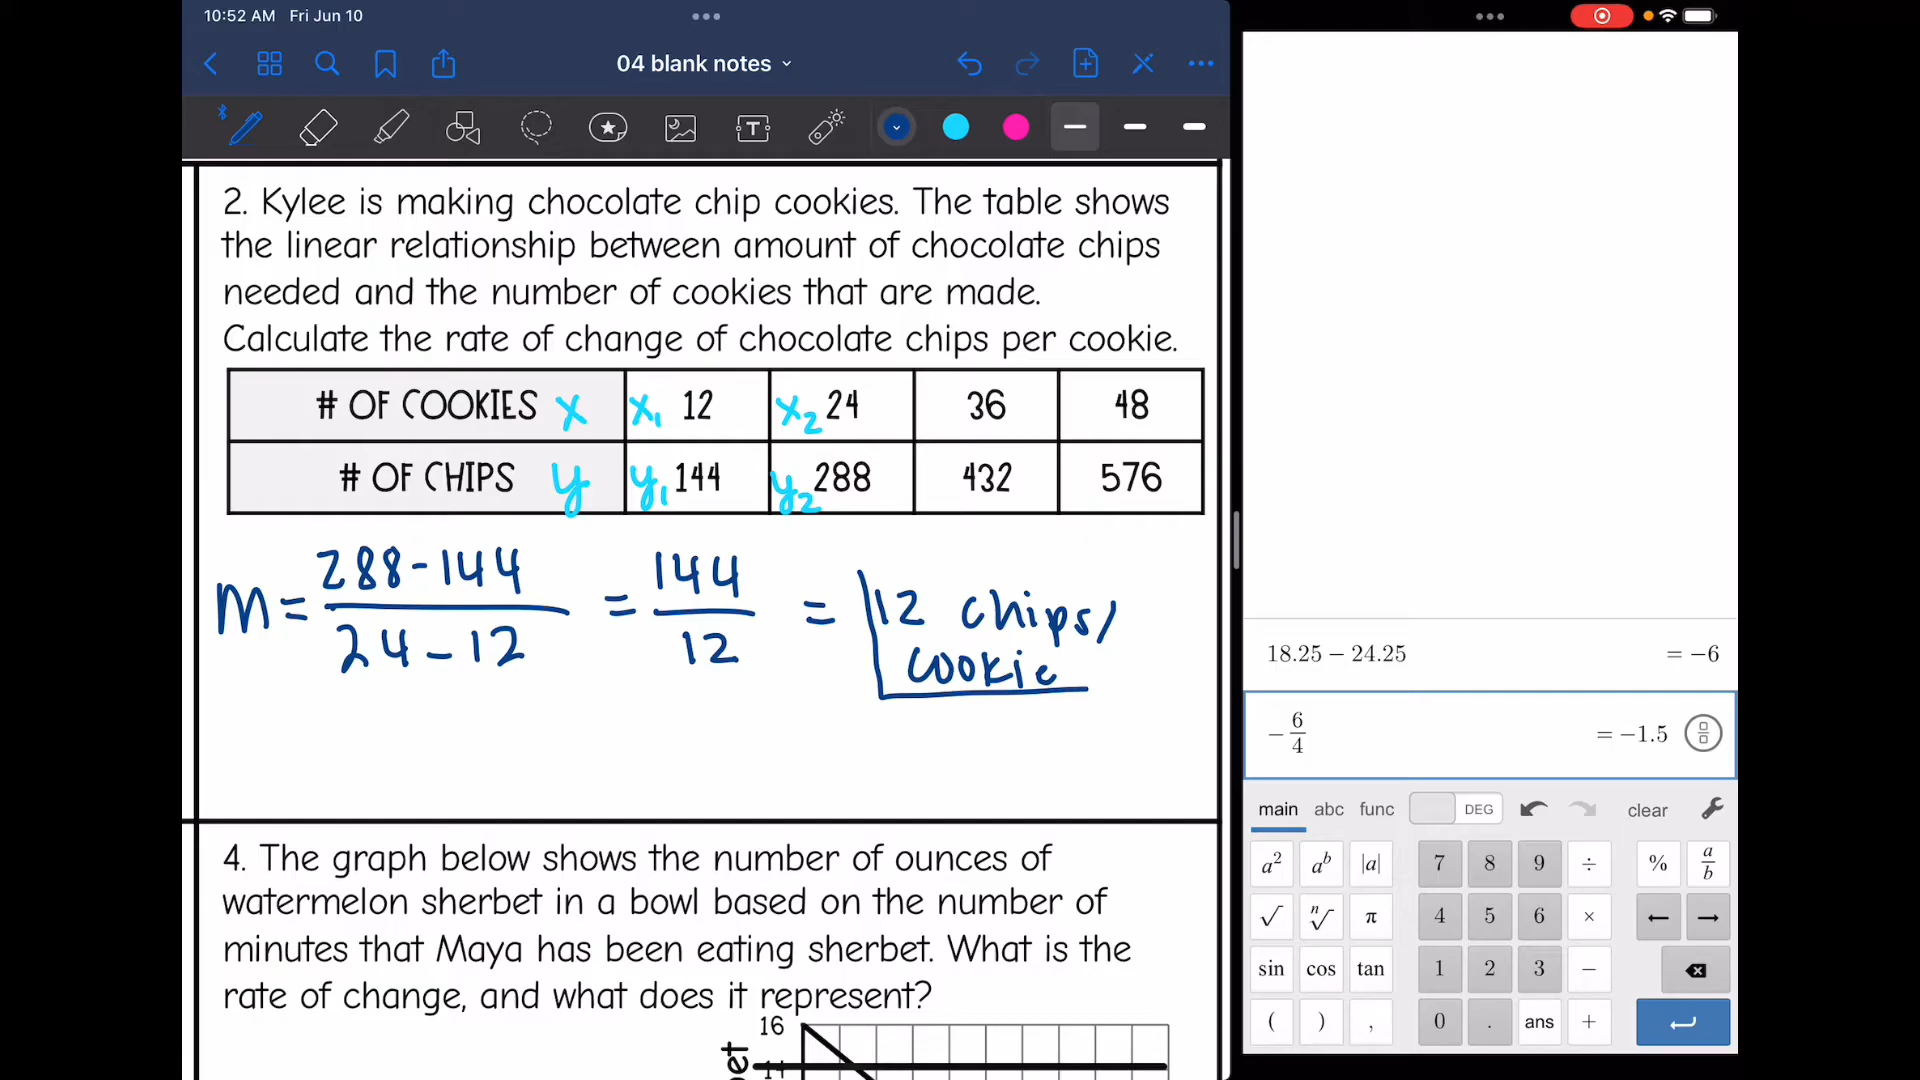 10:52 AM Fri Jun 10
04 blank notes
2. Kylee is making chocolate chip cookies. The table shows
the linear relationship between amount of chocolate chips
needed and the number of cookies that are made.
Calculate the rate of change of chocolate chips per cookie.
# OF COOKIES x x₁ 12 x₂ 24 36 48
# OF CHIPS y y₁ 144 y₂ 288 432 576
M = 288-144 / 24-12 = 144 / 12 = 12 chips/
cookie
4. The graph below shows the number of ounces of
watermelon sherbet in a bowl based on the number of
minutes that Maya has been eating sherbet. What is the
rate of change, and what does it represent?
16
18.25 − 24.25 = −6
−6/4 = −1.5
main abc func DEG clear
a² aᵇ |a| 7 8 9 ÷ % a/b
√ ⁿ√ π 4 5 6 × ← →
sin cos tan 1 2 3 −
( ) , 0 . ans +